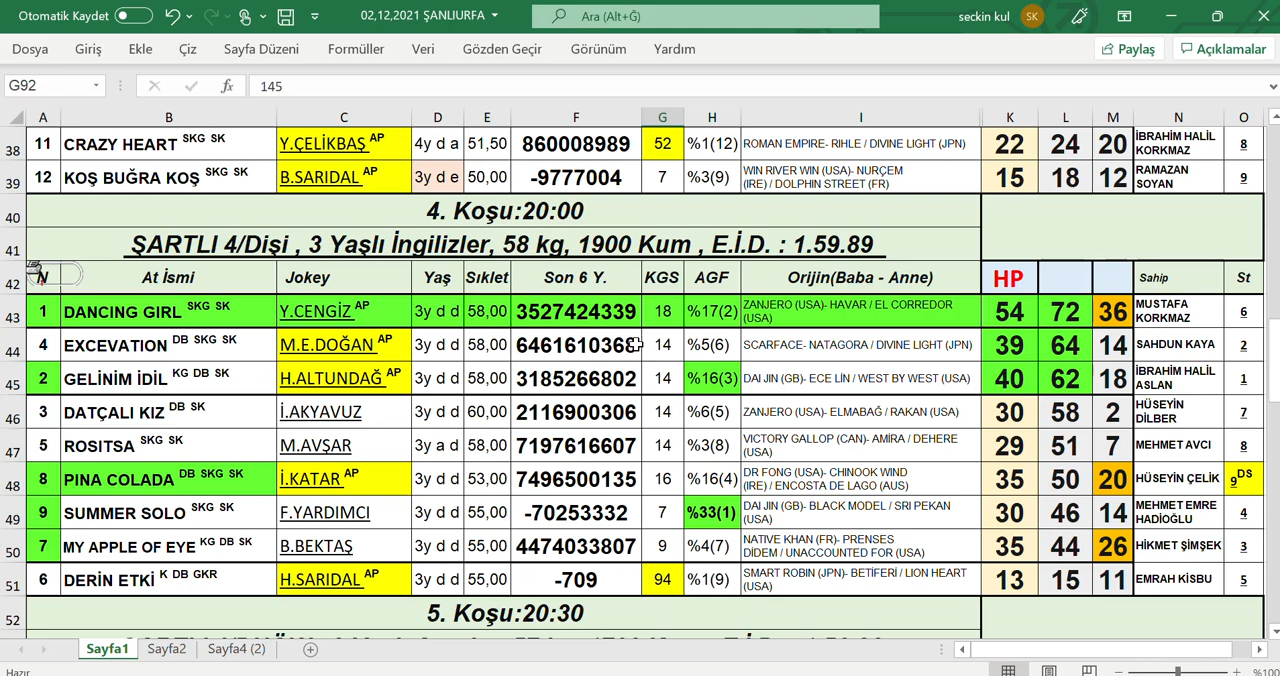 Otomatik Kaydet
02,12,2021 ŞANLIURFA
Ara (Alt+Ğ)
seckin kul
SK
Dosya Giriş Ekle Çiz Sayfa Düzeni Formüller Veri Gözden Geçir Görünüm Yardım
Paylaş
Açıklamalar
G92
fx
145
A B C D E F G H I K L M N O
38 11 CRAZY HEART SKG SK Y.ÇELİKBAŞ AP 4y d a 51,50 860008989 52 %1(12) ROMAN EMPIRE- RIHLE / DIVINE LIGHT (JPN) 22 24 20 İBRAHİM HALİL KORKMAZ 8
39 12 KOŞ BUĞRA KOŞ SKG SK B.SARIDAL AP 3y d e 50,00 -9777004 7 %3(9) WIN RIVER WIN (USA)- NURÇEM (IRE) / DOLPHIN STREET (FR) 15 18 12 RAMAZAN SOYAN 9
40 4. Koşu:20:00
41 ŞARTLI 4/Dişi , 3 Yaşlı İngilizler, 58 kg, 1900 Kum , E.İ.D. : 1.59.89
42 N At İsmi Jokey Yaş Sıklet Son 6 Y. KGS AGF Orijin(Baba - Anne) HP Sahip St
43 1 DANCING GIRL SKG SK Y.CENGİZ AP 3y d d 58,00 3527424339 18 %17(2) ZANJERO (USA)- HAVAR / EL CORREDOR (USA) 54 72 36 MUSTAFA KORKMAZ 6
44 4 EXCEVATION DB SKG SK M.E.DOĞAN AP 3y d d 58,00 6461610368 14 %5(6) SCARFACE- NATAGORA / DIVINE LIGHT (JPN) 39 64 14 SAHDUN KAYA 2
45 2 GELİNİM İDİL KG DB SK H.ALTUNDAĞ AP 3y d d 58,00 3185266802 14 %16(3) DAI JIN (GB)- ECE LİN / WEST BY WEST (USA) 40 62 18 İBRAHİM HALİL ASLAN 1
46 3 DATÇALI KIZ DB SK İ.AKYAVUZ 3y d d 60,00 2116900306 14 %6(5) ZANJERO (USA)- ELMABAĞ / RAKAN (USA) 30 58 2 HÜSEYİN DİLBER 7
47 5 ROSITSA SKG SK M.AVŞAR 3y a d 58,00 7197616607 14 %3(8) VICTORY GALLOP (CAN)- AMİRA / DEHERE (USA) 29 51 7 MEHMET AVCI 8
48 8 PINA COLADA DB SKG SK İ.KATAR AP 3y d d 53,00 7496500135 16 %16(4) DR FONG (USA)- CHINOOK WIND (IRE) / ENCOSTA DE LAGO (AUS) 35 50 20 HÜSEYİN ÇELİK 9 DS
49 9 SUMMER SOLO SKG SK F.YARDIMCI 3y d d 55,00 -70253332 7 %33(1) DAI JIN (GB)- BLACK MODEL / SRI PEKAN (USA) 30 46 14 MEHMET EMRE HADİOĞLU 4
50 7 MY APPLE OF EYE KG DB SK B.BEKTAŞ 3y d d 55,00 4474033807 9 %4(7) NATIVE KHAN (FR)- PRENSES DİDEM / UNACCOUNTED FOR (USA) 35 44 26 HİKMET ŞİMŞEK 3
51 6 DERİN ETKİ K DB GKR H.SARIDAL AP 3y d d 55,00 -709 94 %1(9) SMART ROBIN (JPN)- BETİFERİ / LION HEART (USA) 13 15 11 EMRAH KİSBU 5
52 5. Koşu:20:30
Sayfa1 Sayfa2 Sayfa4 (2)
Hazır
%100